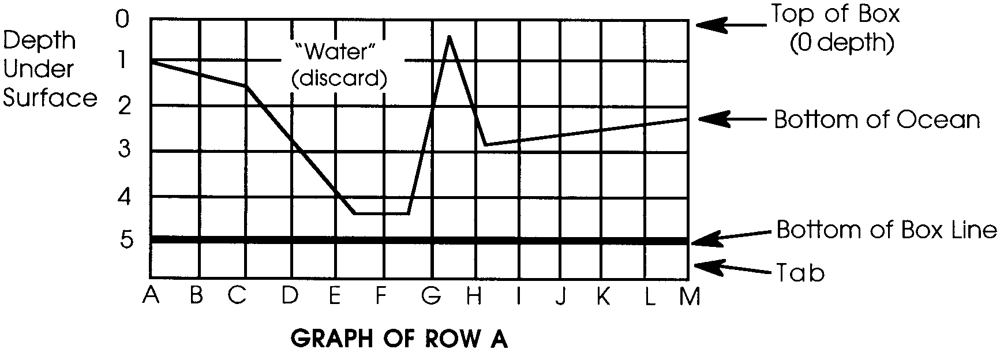 Depth
Under
Surface
0
1
2
3
4
5
"Water"
(discard)
Top of Box
(0 depth)
Bottom of Ocean
Bottom of Box Line
Tab
A B C D E F G H I J K L M
GRAPH OF ROW A